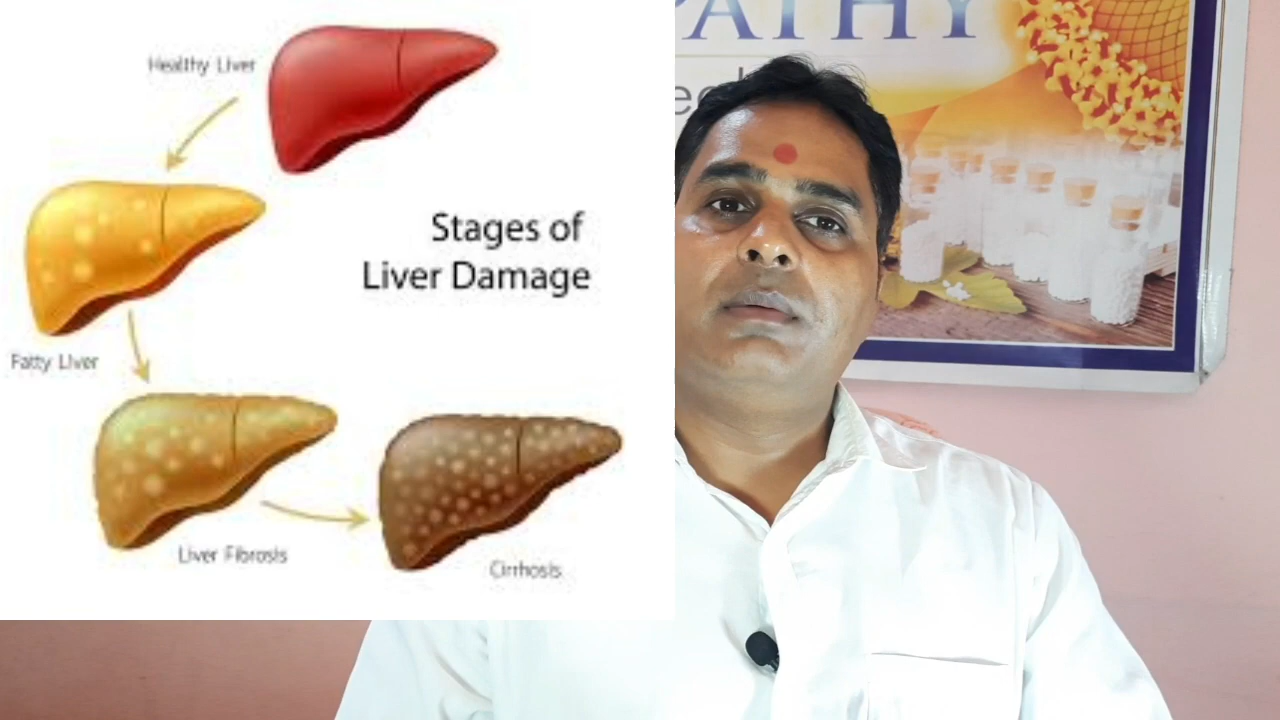 Healthy Liver
Stages of
Liver Damage
Fatty Liver
Liver Fibrosis
Cirrhosis
PATHY